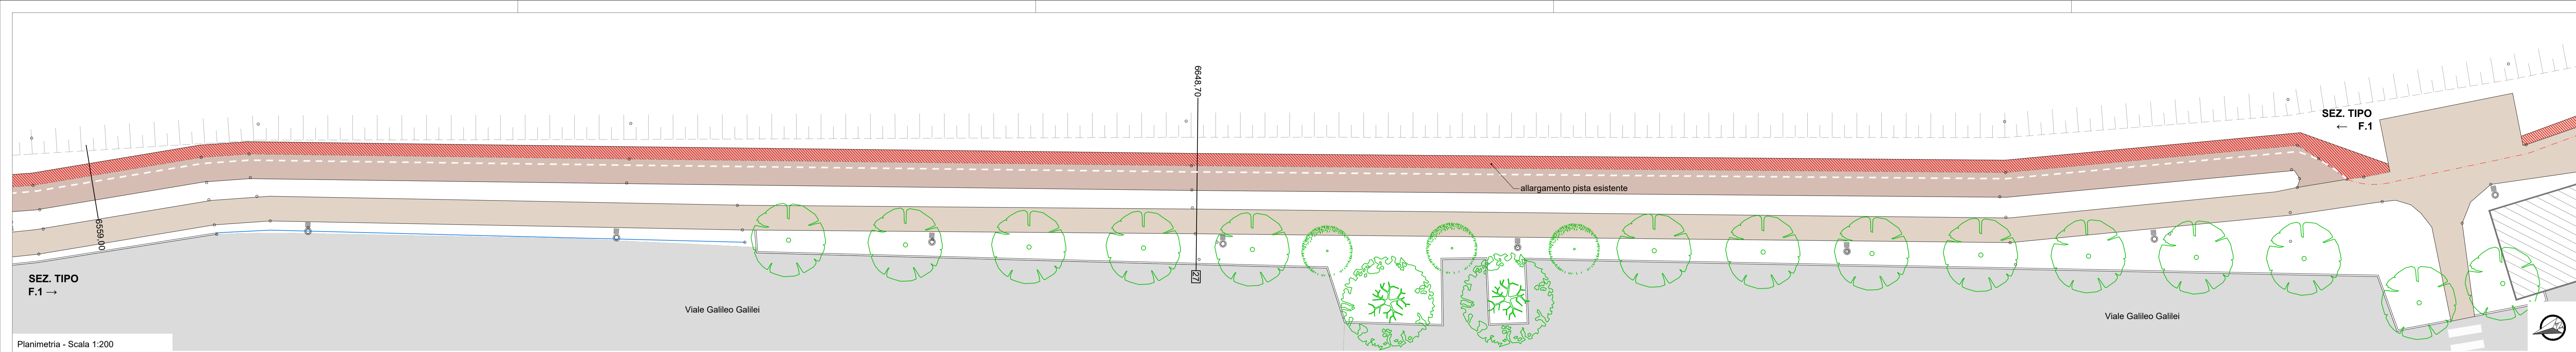 6648,70
SEZ. TIPO
← F.1
allargamento pista esistente
6559,00
SEZ. TIPO
F.1 →
27
Viale Galileo Galilei
Viale Galileo Galilei
Planimetria - Scala 1:200